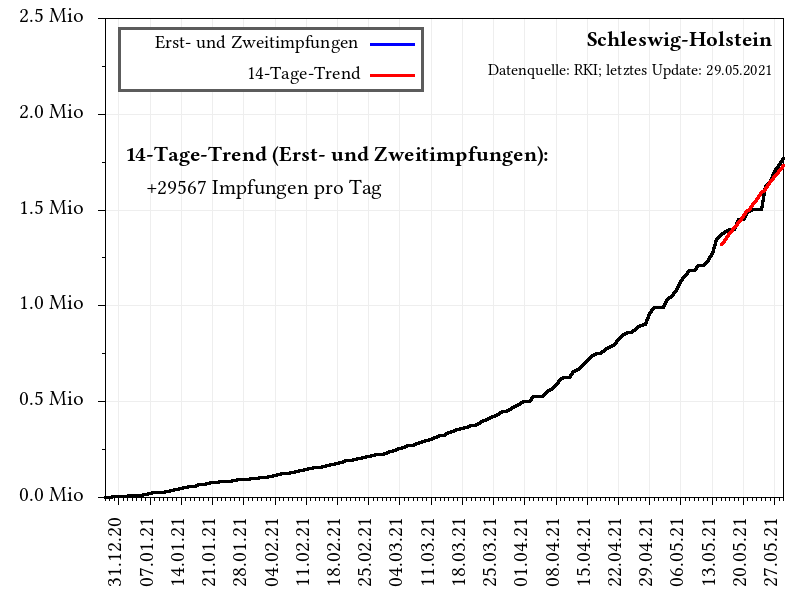 2.5 Mio
2.0 Mio
1.5 Mio
1.0 Mio
0.5 Mio
0.0 Mio
Erst- und Zweitimpfungen
14-Tage-Trend
Schleswig-Holstein
Datenquelle: RKI; letztes Update: 29.05.2021
14-Tage-Trend (Erst- und Zweitimpfungen):
+29567 Impfungen pro Tag
31.12.20
07.01.21
14.01.21
21.01.21
28.01.21
04.02.21
11.02.21
18.02.21
25.02.21
04.03.21
11.03.21
18.03.21
25.03.21
01.04.21
08.04.21
15.04.21
22.04.21
29.04.21
06.05.21
13.05.21
20.05.21
27.05.21